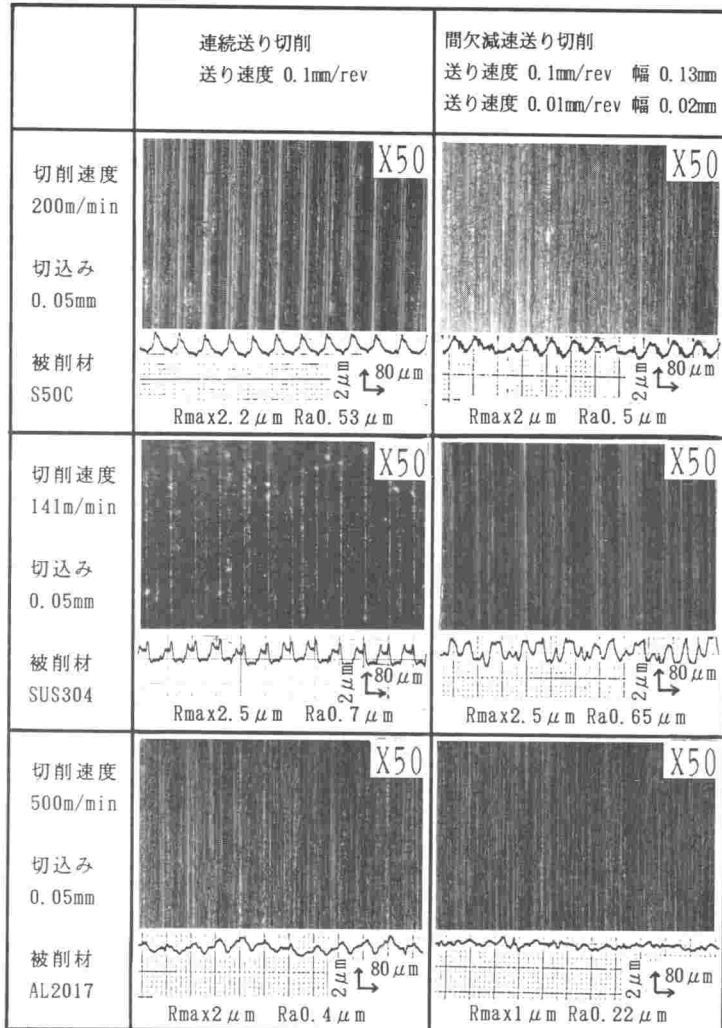 連続送り切削
送り速度 0.1mm/rev
間欠減速送り切削
送り速度 0.1mm/rev 幅 0.13mm
送り速度 0.01mm/rev 幅 0.02mm
切削速度
200m/min
切込み
0.05mm
被削材
S50C
X50
2μm
80μm
Rmax2.2μm Ra0.53μm
X50
2μm
80μm
Rmax2μm Ra0.5μm
切削速度
141m/min
切込み
0.05mm
被削材
SUS304
X50
2μm
80μm
Rmax2.5μm Ra0.7μm
X50
2μm
80μm
Rmax2.5μm Ra0.65μm
切削速度
500m/min
切込み
0.05mm
被削材
AL2017
X50
2μm
80μm
Rmax2μm Ra0.4μm
X50
2μm
80μm
Rmax1μm Ra0.22μm